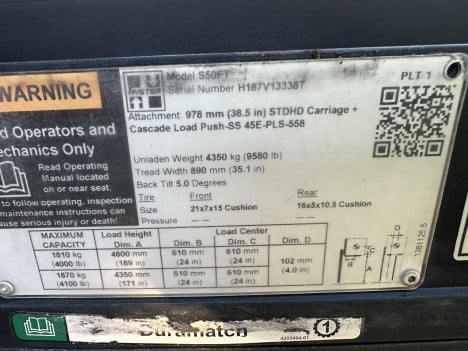 WARNING
d Operators and
echanics Only
Read Operating
Manual located
on or near seat.
to follow operating, inspection
maintenance instructions can
cause serious injury or death!
HYSTER
Model S50FT
Serial Number H187V13338T
PLT 1
Attachment: 978 mm (38.5 in) STDHD Carriage +
Cascade Load Push-SS 45E-PLS-558
Unladen Weight 4350 kg (9580 lb)
Tread Width 890 mm (35.1 in)
Back Tilt 5.0 Degrees
Tire Front Rear
Size 21x7x15 Cushion 16x5x10.5 Cushion
Pressure --- -- --- --
MAXIMUM CAPACITY Load Height Dim. A Load Center Dim. B Dim. C Dim. D
1810 kg (4000 lb) 4800 mm (189 in) 610 mm (24 in) 610 mm (24 in) 102 mm (4.0 in)
1870 kg (4100 lb) 4350 mm (171 in) 610 mm (24 in) 610 mm (24 in)
D
B C A
Duramatch
1